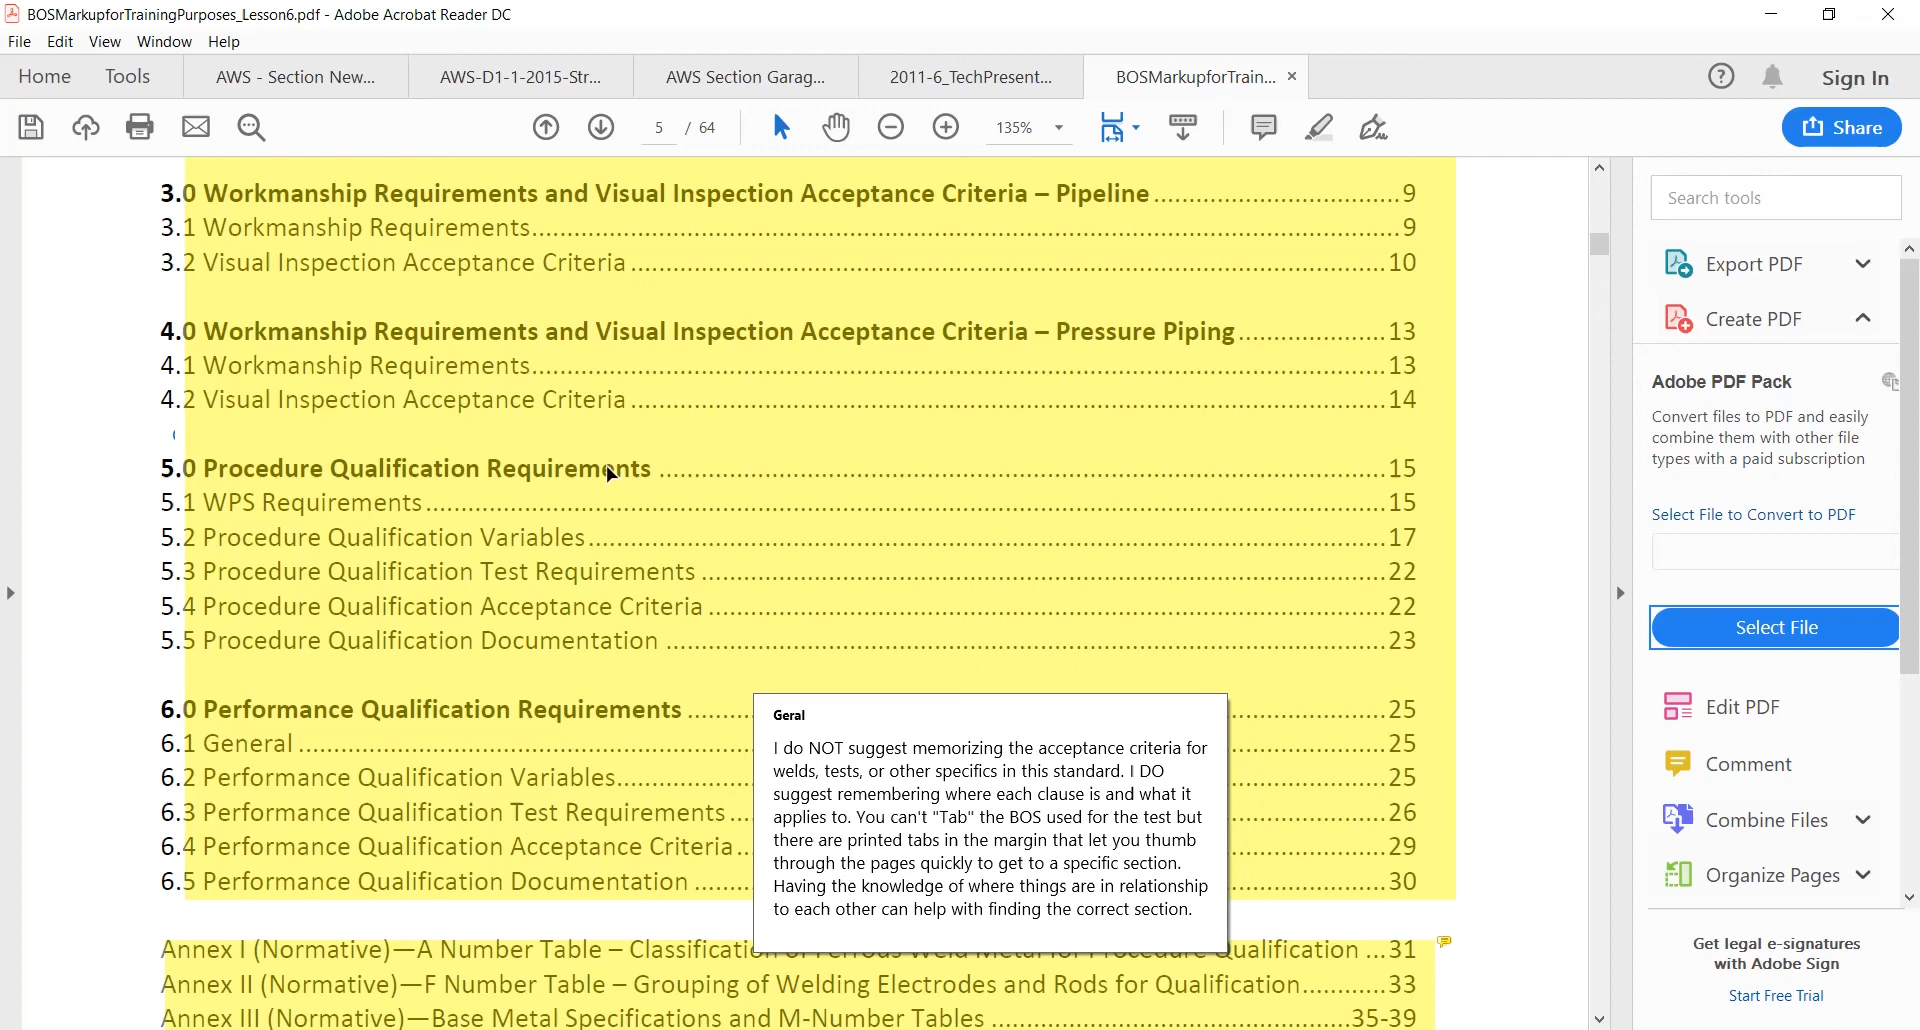 BOSMarkupforTrainingPurposes_Lesson6.pdf - Adobe Acrobat Reader DC
File Edit View Window Help
Home Tools AWS - Section New... AWS-D1-1-2015-Str... AWS Section Garag... 2011-6_TechPresent... BOSMarkupforTrain... × Sign In
5 / 64 135% Share
3.0 Workmanship Requirements and Visual Inspection Acceptance Criteria – Pipeline 9
3.1 Workmanship Requirements 9
3.2 Visual Inspection Acceptance Criteria 10
4.0 Workmanship Requirements and Visual Inspection Acceptance Criteria – Pressure Piping 13
4.1 Workmanship Requirements 13
4.2 Visual Inspection Acceptance Criteria 14
5.0 Procedure Qualification Requirements 15
5.1 WPS Requirements 15
5.2 Procedure Qualification Variables 17
5.3 Procedure Qualification Test Requirements 22
5.4 Procedure Qualification Acceptance Criteria 22
5.5 Procedure Qualification Documentation 23
6.0 Performance Qualification Requirements 25
6.1 General 25
6.2 Performance Qualification Variables 25
6.3 Performance Qualification Test Requirements 26
6.4 Performance Qualification Acceptance Criteria 29
6.5 Performance Qualification Documentation 30
Geral
I do NOT suggest memorizing the acceptance criteria for
welds, tests, or other specifics in this standard. I DO
suggest remembering where each clause is and what it
applies to. You can't "Tab" the BOS used for the test but
there are printed tabs in the margin that let you thumb
through the pages quickly to get to a specific section.
Having the knowledge of where things are in relationship
to each other can help with finding the correct section.
Annex I (Normative)—A Number Table – Classification of Ferrous Weld Metal for Procedure Qualification ...31
Annex II (Normative)—F Number Table – Grouping of Welding Electrodes and Rods for Qualification 33
Annex III (Normative)—Base Metal Specifications and M-Number Tables 35-39
Search tools
Export PDF
Create PDF
Adobe PDF Pack
Convert files to PDF and easily
combine them with other file
types with a paid subscription
Select File to Convert to PDF
Select File
Edit PDF
Comment
Combine Files
Organize Pages
Get legal e-signatures
with Adobe Sign
Start Free Trial